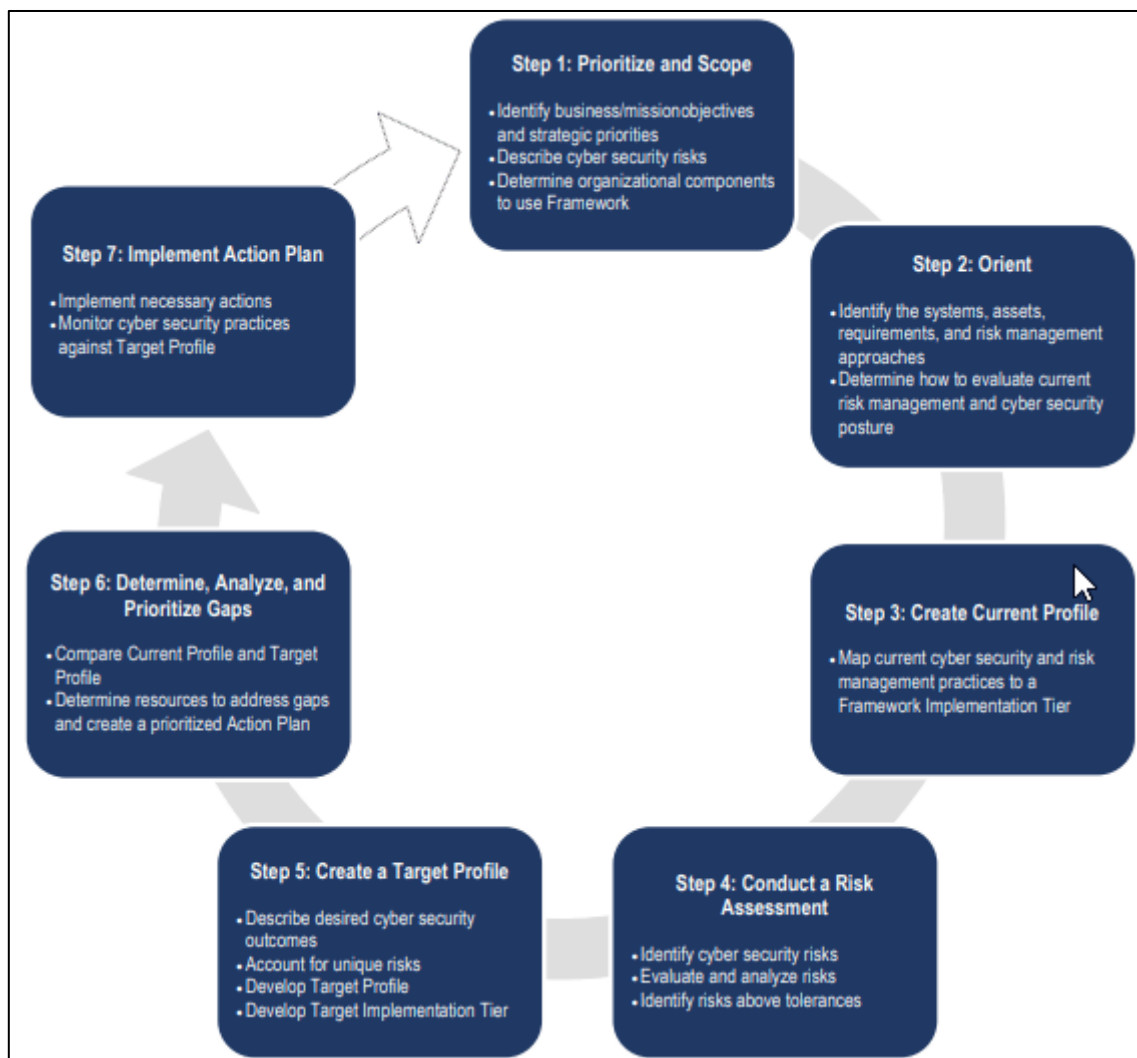 Step 1: Prioritize and Scope
•Identify business/missionobjectives
and strategic priorities
•Describe cyber security risks
•Determine organizational components
to use Framework
Step 2: Orient
•Identify the systems, assets,
requirements, and risk management
approaches
•Determine how to evaluate current
risk management and cyber security
posture
Step 3: Create Current Profile
•Map current cyber security and risk
management practices to a
Framework Implementation Tier
Step 4: Conduct a Risk
Assessment
•Identify cyber security risks
•Evaluate and analyze risks
•Identify risks above tolerances
Step 5: Create a Target Profile
•Describe desired cyber security
outcomes
•Account for unique risks
•Develop Target Profile
•Develop Target Implementation Tier
Step 6: Determine, Analyze, and
Prioritize Gaps
•Compare Current Profile and Target
Profile
•Determine resources to address gaps
and create a prioritized Action Plan
Step 7: Implement Action Plan
•Implement necessary actions
•Monitor cyber security practices
against Target Profile